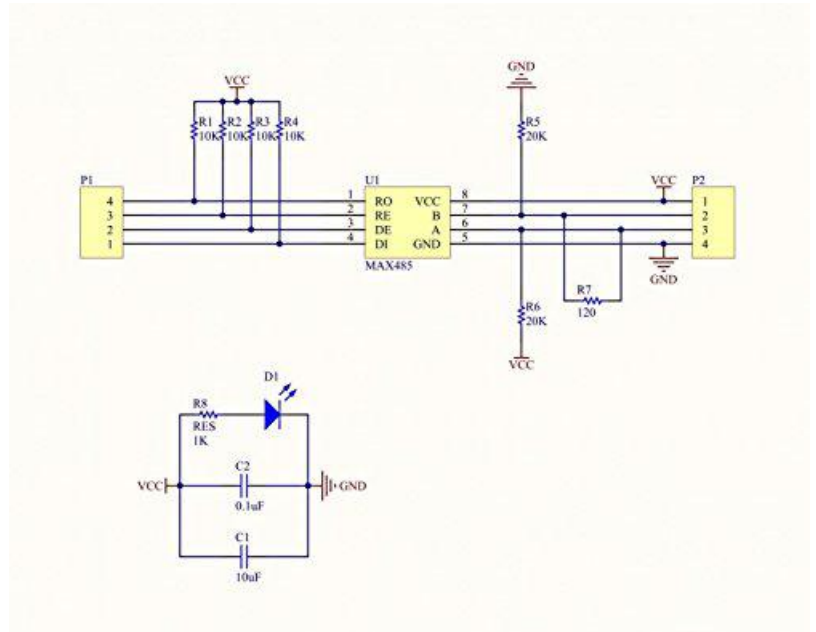 VCC
R1 R2 R3 R4
10K 10K 10K 10K
GND
R5
20K
P1
4
3
2
1
U1
1 RO VCC 8
2 RE B 7
3 DE A 6
4 DI GND 5
MAX485
VCC
P2
1
2
3
4
GND
R6
20K
VCC
R7
120
D1
R8
RES
1K
VCC
C2
0.1uF
GND
C1
10uF